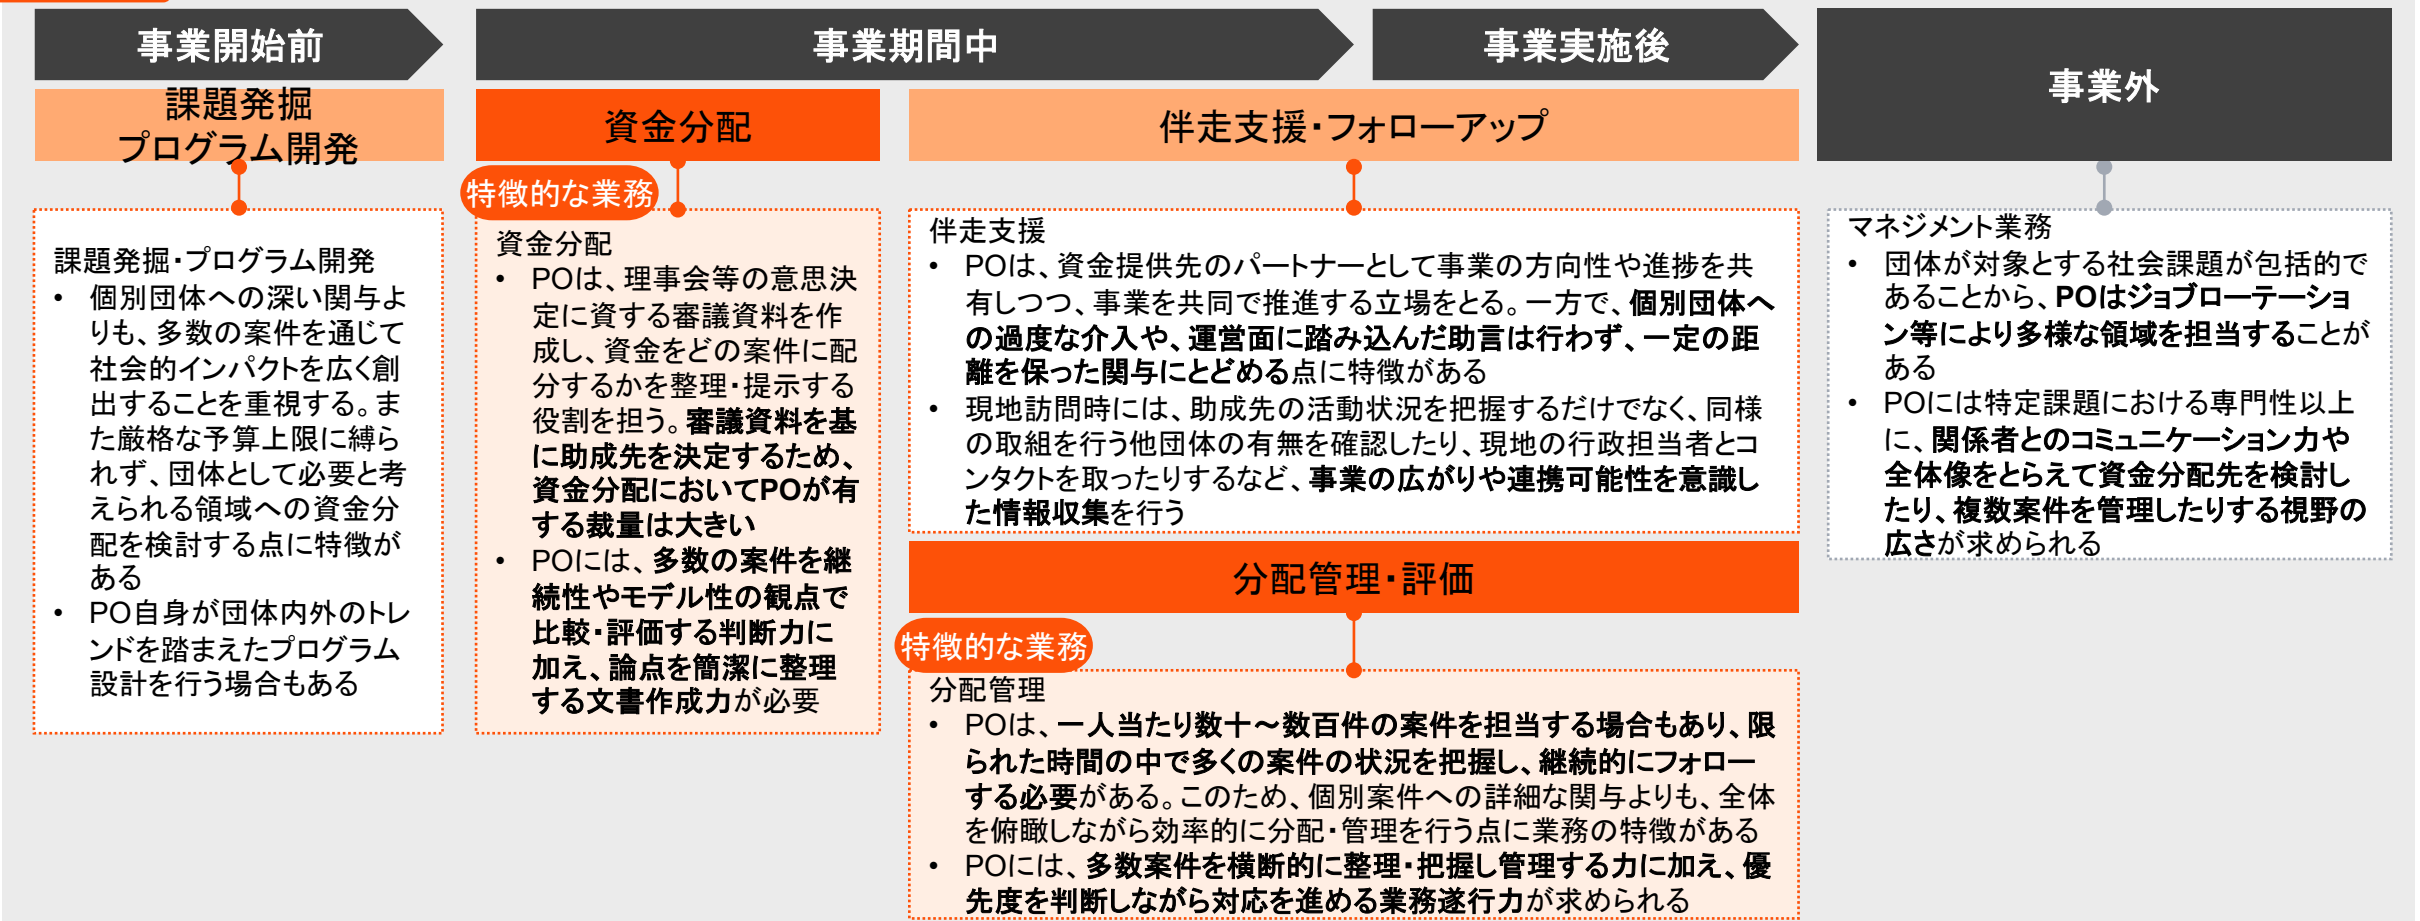 事業開始前
事業期間中
事業実施後
事業外
課題発掘
プログラム開発
資金分配
伴走支援・フォローアップ
課題発掘・プログラム開発
• 個別団体への深い関与よ
りも、多数の案件を通じて
社会的インパクトを広く創
出することを重視する。ま
た厳格な予算上限に縛ら
れず、団体として必要と考
えられる領域への資金分
配を検討する点に特徴が
ある
• PO自身が団体内外のトレ
ンドを踏まえたプログラム
設計を行う場合もある
特徴的な業務
資金分配
• POは、理事会等の意思決
定に資する審議資料を作
成し、資金をどの案件に配
分するかを整理・提示する
役割を担う。審議資料を基
に助成先を決定するため、
資金分配においてPOが有
する裁量は大きい
• POには、多数の案件を継
続性やモデル性の観点で
比較・評価する判断力に
加え、論点を簡潔に整理
する文書作成力が必要
伴走支援
• POは、資金提供先のパートナーとして事業の方向性や進捗を共
有しつつ、事業を共同で推進する立場をとる。一方で、個別団体へ
の過度な介入や、運営面に踏み込んだ助言は行わず、一定の距
離を保った関与にとどめる点に特徴がある
• 現地訪問時には、助成先の活動状況を把握するだけでなく、同様
の取組を行う他団体の有無を確認したり、現地の行政担当者とコ
ンタクトを取ったりするなど、事業の広がりや連携可能性を意識し
た情報収集を行う
分配管理・評価
特徴的な業務
分配管理
• POは、一人当たり数十～数百件の案件を担当する場合もあり、限
られた時間の中で多くの案件の状況を把握し、継続的にフォロー
する必要がある。このため、個別案件への詳細な関与よりも、全体
を俯瞰しながら効率的に分配・管理を行う点に業務の特徴がある
• POには、多数案件を横断的に整理・把握し管理する力に加え、優
先度を判断しながら対応を進める業務遂行力が求められる
マネジメント業務
• 団体が対象とする社会課題が包括的で
あることから、POはジョブローテーショ
ン等により多様な領域を担当することが
ある
• POには特定課題における専門性以上
に、関係者とのコミュニケーション力や
全体像をとらえて資金分配先を検討し
たり、複数案件を管理したりする視野の
広さが求められる